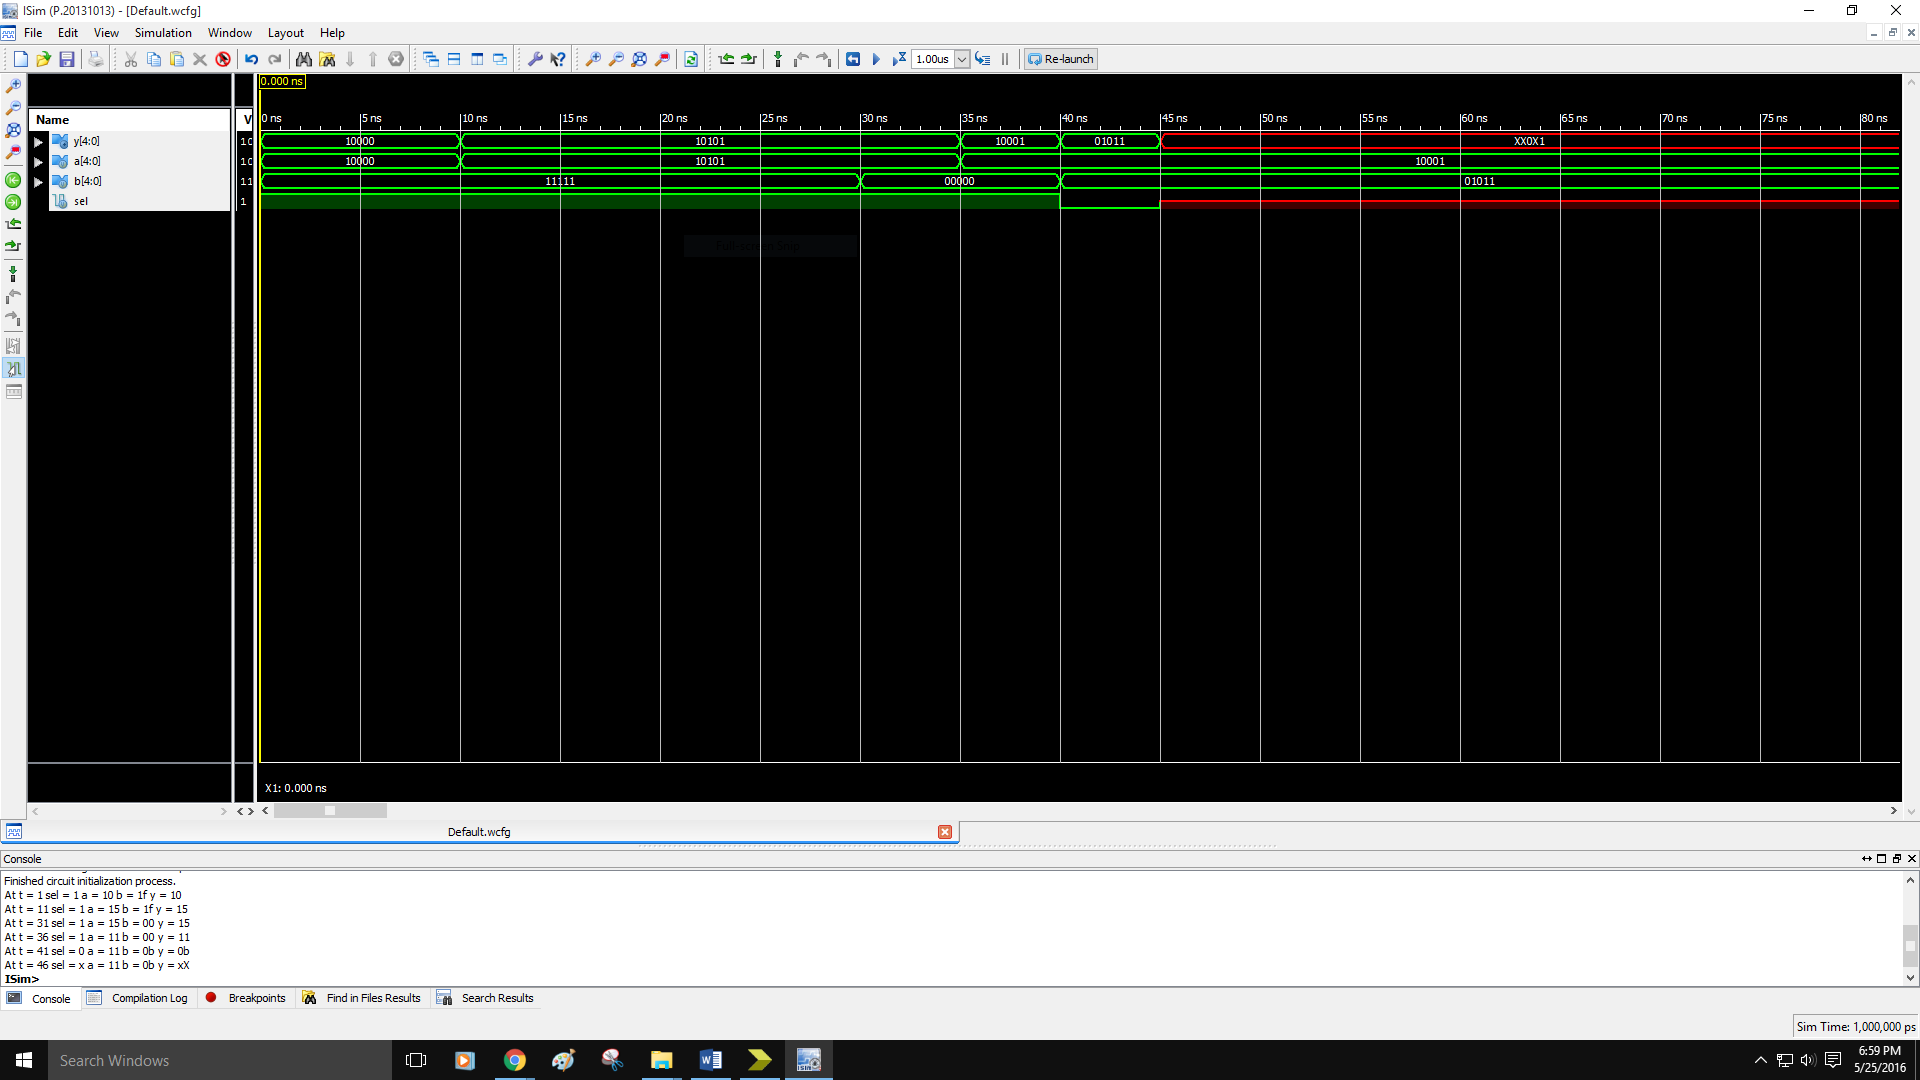 ISim (P.20131013) - [Default.wcfg]
File Edit View Simulation Window Layout Help
1.00us Re-launch
0.000 ns
Name V
0 ns 5 ns 10 ns 15 ns 20 ns 25 ns 30 ns 35 ns 40 ns 45 ns 50 ns 55 ns 60 ns 65 ns 70 ns 75 ns 80 ns
y[4:0] 10 10000 10101 10001 01011 XX0X1
a[4:0] 10 10000 10101 10001
b[4:0] 11 11111 00000 01011
sel 1
Full-screen Snip
X1: 0.000 ns
Default.wcfg
Console
Finished circuit initialization process.
At t = 1 sel = 1 a = 10 b = 1f y = 10
At t = 11 sel = 1 a = 15 b = 1f y = 15
At t = 31 sel = 1 a = 15 b = 00 y = 15
At t = 36 sel = 1 a = 11 b = 00 y = 11
At t = 41 sel = 0 a = 11 b = 0b y = 0b
At t = 46 sel = x a = 11 b = 0b y = xX
ISim>
Console Compilation Log Breakpoints Find in Files Results Search Results
Sim Time: 1,000,000 ps
Search Windows
6:59 PM
5/25/2016